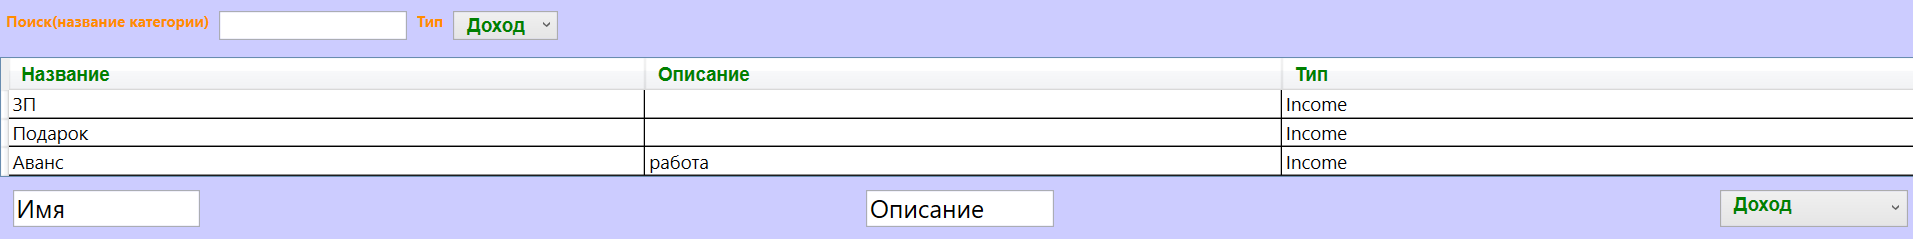 Поиск(название категории) Тип Доход
Название Описание Тип
ЗП Income
Подарок Income
Аванс работа Income
Имя Описание Доход